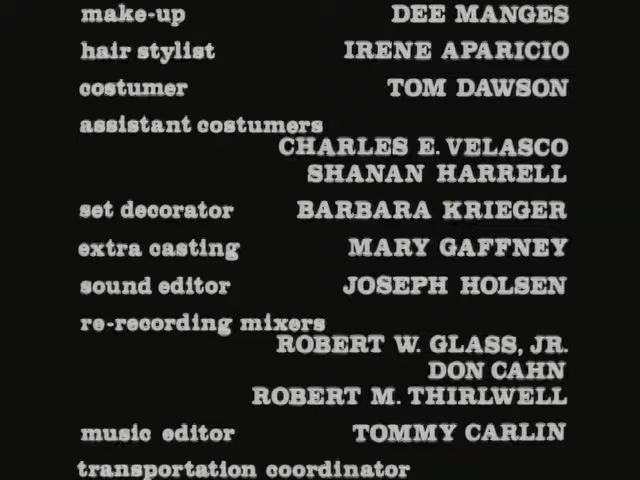 make-up DEE MANGES
hair stylist IRENE APARICIO
costumer TOM DAWSON
assistant costumers
CHARLES E. VELASCO
SHANAN HARRELL
set decorator BARBARA KRIEGER
extra casting MARY GAFFNEY
sound editor JOSEPH HOLSEN
re-recording mixers
ROBERT W. GLASS, JR.
DON CAHN
ROBERT M. THIRLWELL
music editor TOMMY CARLIN
transportation coordinator